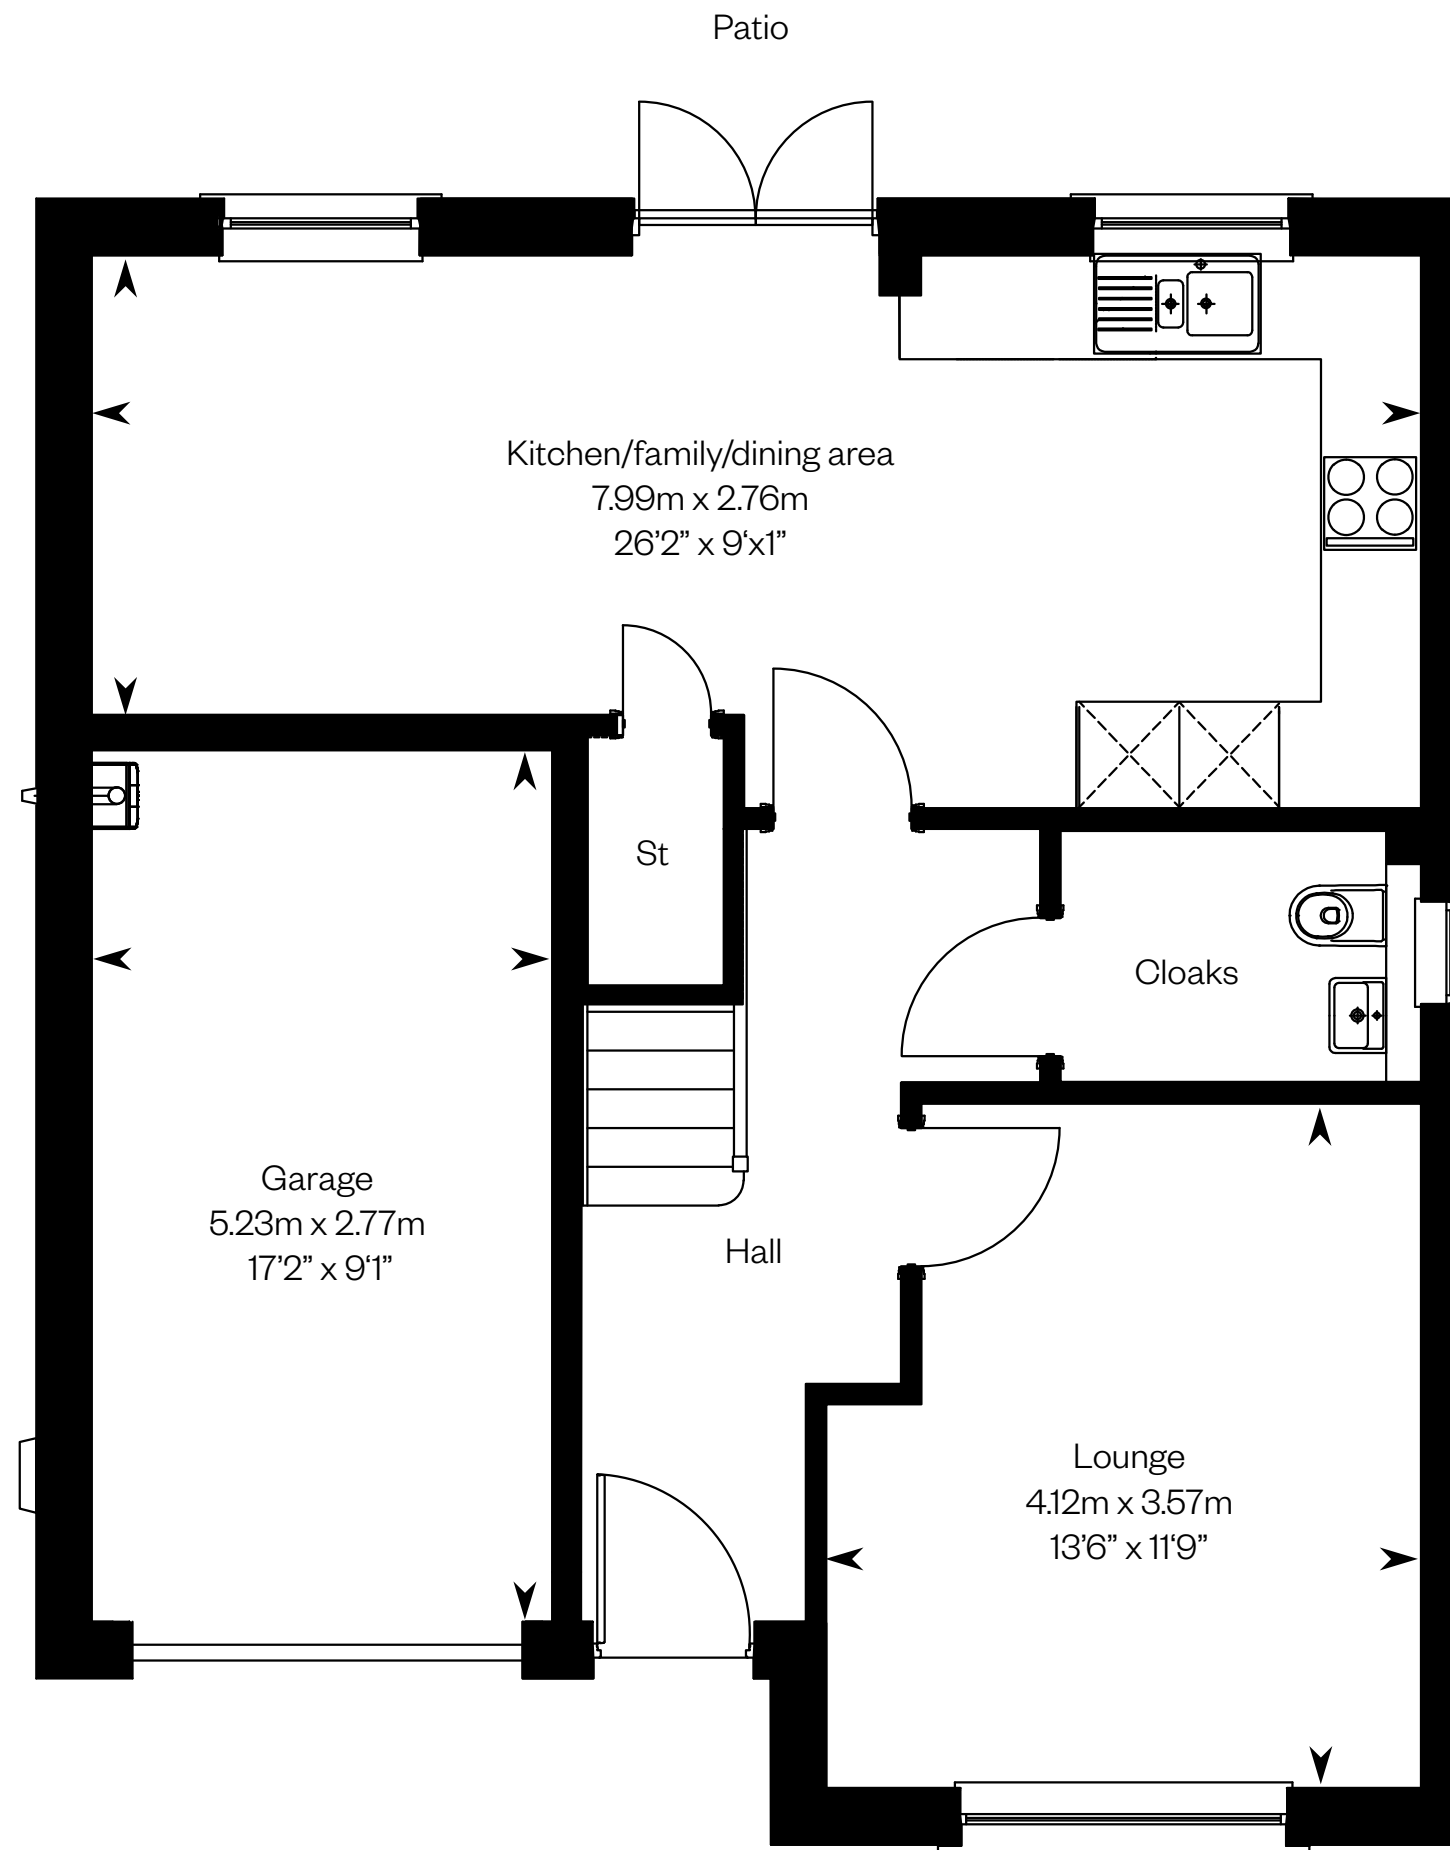 Patio
Kitchen/family/dining area
7.99m x 2.76m
26’2” x 9‘x1”
St
Cloaks
Garage
5.23m x 2.77m
17’2” x 9‘1”
Hall
Lounge
4.12m x 3.57m
13’6” x 11‘9”